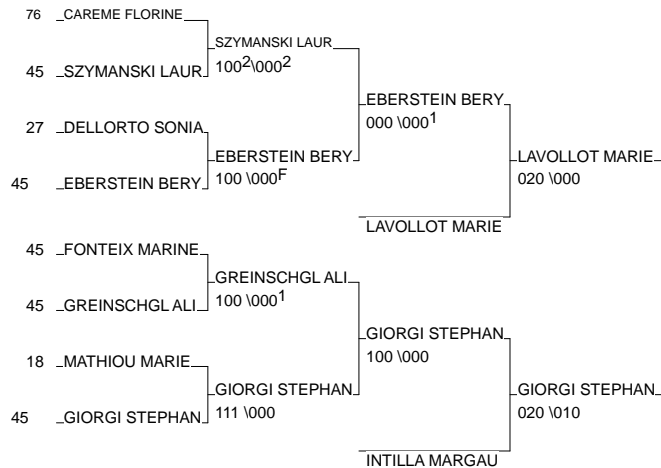 76 CAREME FLORINE
SZYMANSKI LAUR
45 SZYMANSKI LAUR
100²\000²
EBERSTEIN BERY
000 \000¹
27 DELLORTO SONIA
EBERSTEIN BERY
LAVOLLOT MARIE
45 EBERSTEIN BERY
100 \000F
020 \000
LAVOLLOT MARIE
45 FONTEIX MARINE
GREINSCHGL ALI
45 GREINSCHGL ALI
100 \000¹
GIORGI STEPHAN
100 \000
18 MATHIOU MARIE
GIORGI STEPHAN
GIORGI STEPHAN
45 GIORGI STEPHAN
111 \000
020 \010
INTILLA MARGAU